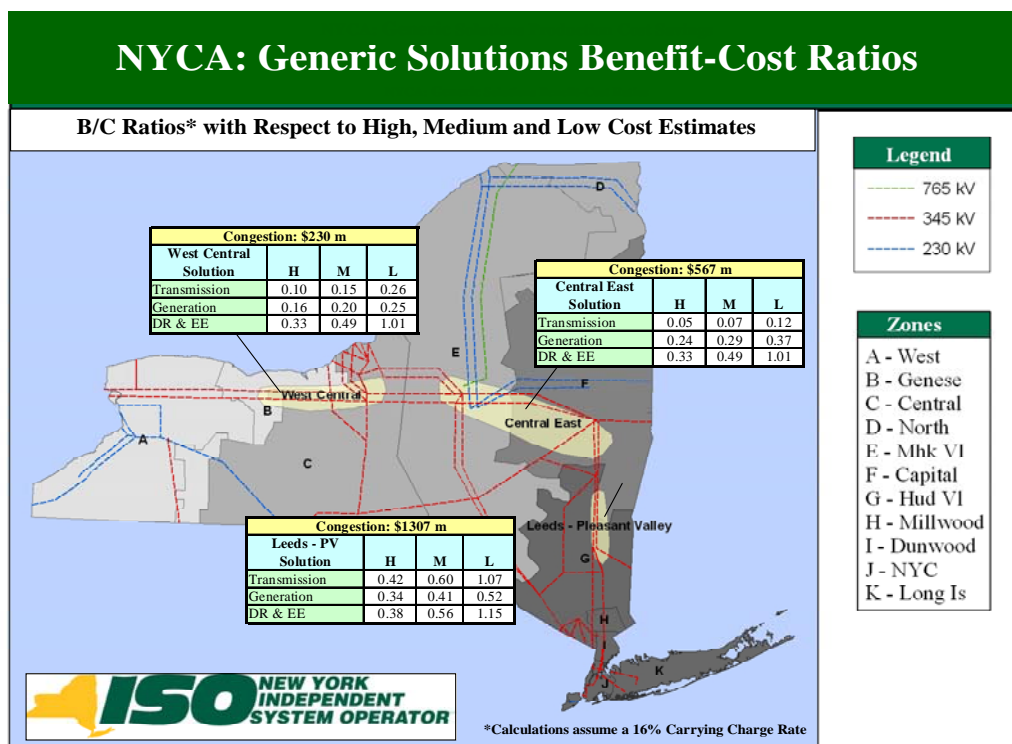 NYCA: Generic Solutions Benefit-Cost Ratios
B/C Ratios* with Respect to High, Medium and Low Cost Estimates
Legend
765 kV
345 kV
230 kV
Zones
A - West
B - Genese
C - Central
D - North
E - Mhk Vl
F - Capital
G - Hud Vl
H - Millwood
I - Dunwood
J - NYC
K - Long Is
Congestion: $230 m
West Central
Solution H M L
Transmission 0.10 0.15 0.26
Generation 0.16 0.20 0.25
DR & EE 0.33 0.49 1.01
Congestion: $567 m
Central East
Solution H M L
Transmission 0.05 0.07 0.12
Generation 0.24 0.29 0.37
DR & EE 0.33 0.49 1.01
Congestion: $1307 m
Leeds - PV
Solution H M L
Transmission 0.42 0.60 1.07
Generation 0.34 0.41 0.52
DR & EE 0.38 0.56 1.15
D
E
F
West Central
B
Central East
A
C
Leeds - Pleasant Valley
G
H
I
K
J
ISO NEW YORK
INDEPENDENT
SYSTEM OPERATOR
*Calculations assume a 16% Carrying Charge Rate